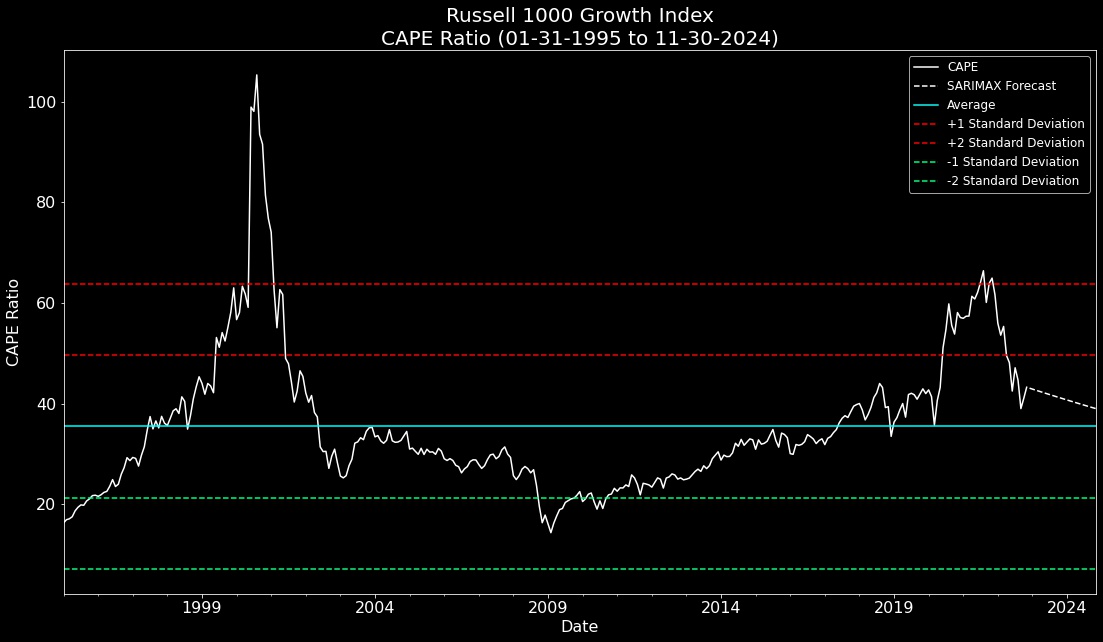 Russell 1000 Growth Index
CAPE Ratio (01-31-1995 to 11-30-2024)
CAPE
SARIMAX Forecast
Average
+1 Standard Deviation
+2 Standard Deviation
-1 Standard Deviation
-2 Standard Deviation
100
80
60
40
20
CAPE Ratio
1999 2004 2009 2014 2019 2024
Date